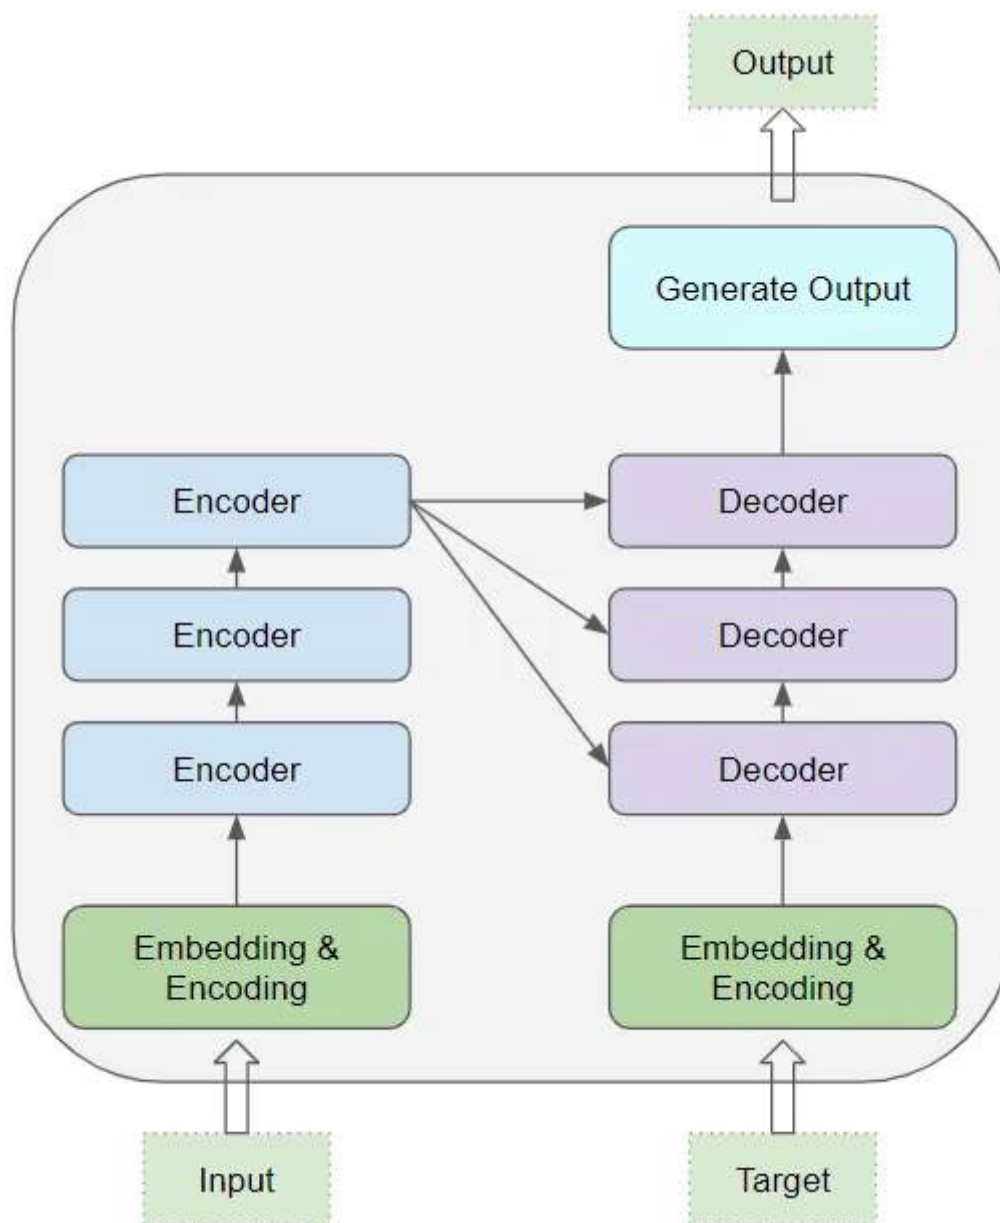 Output
Generate Output
Encoder
Decoder
Encoder
Decoder
Encoder
Decoder
Embedding &
Encoding
Embedding &
Encoding
Input
Target